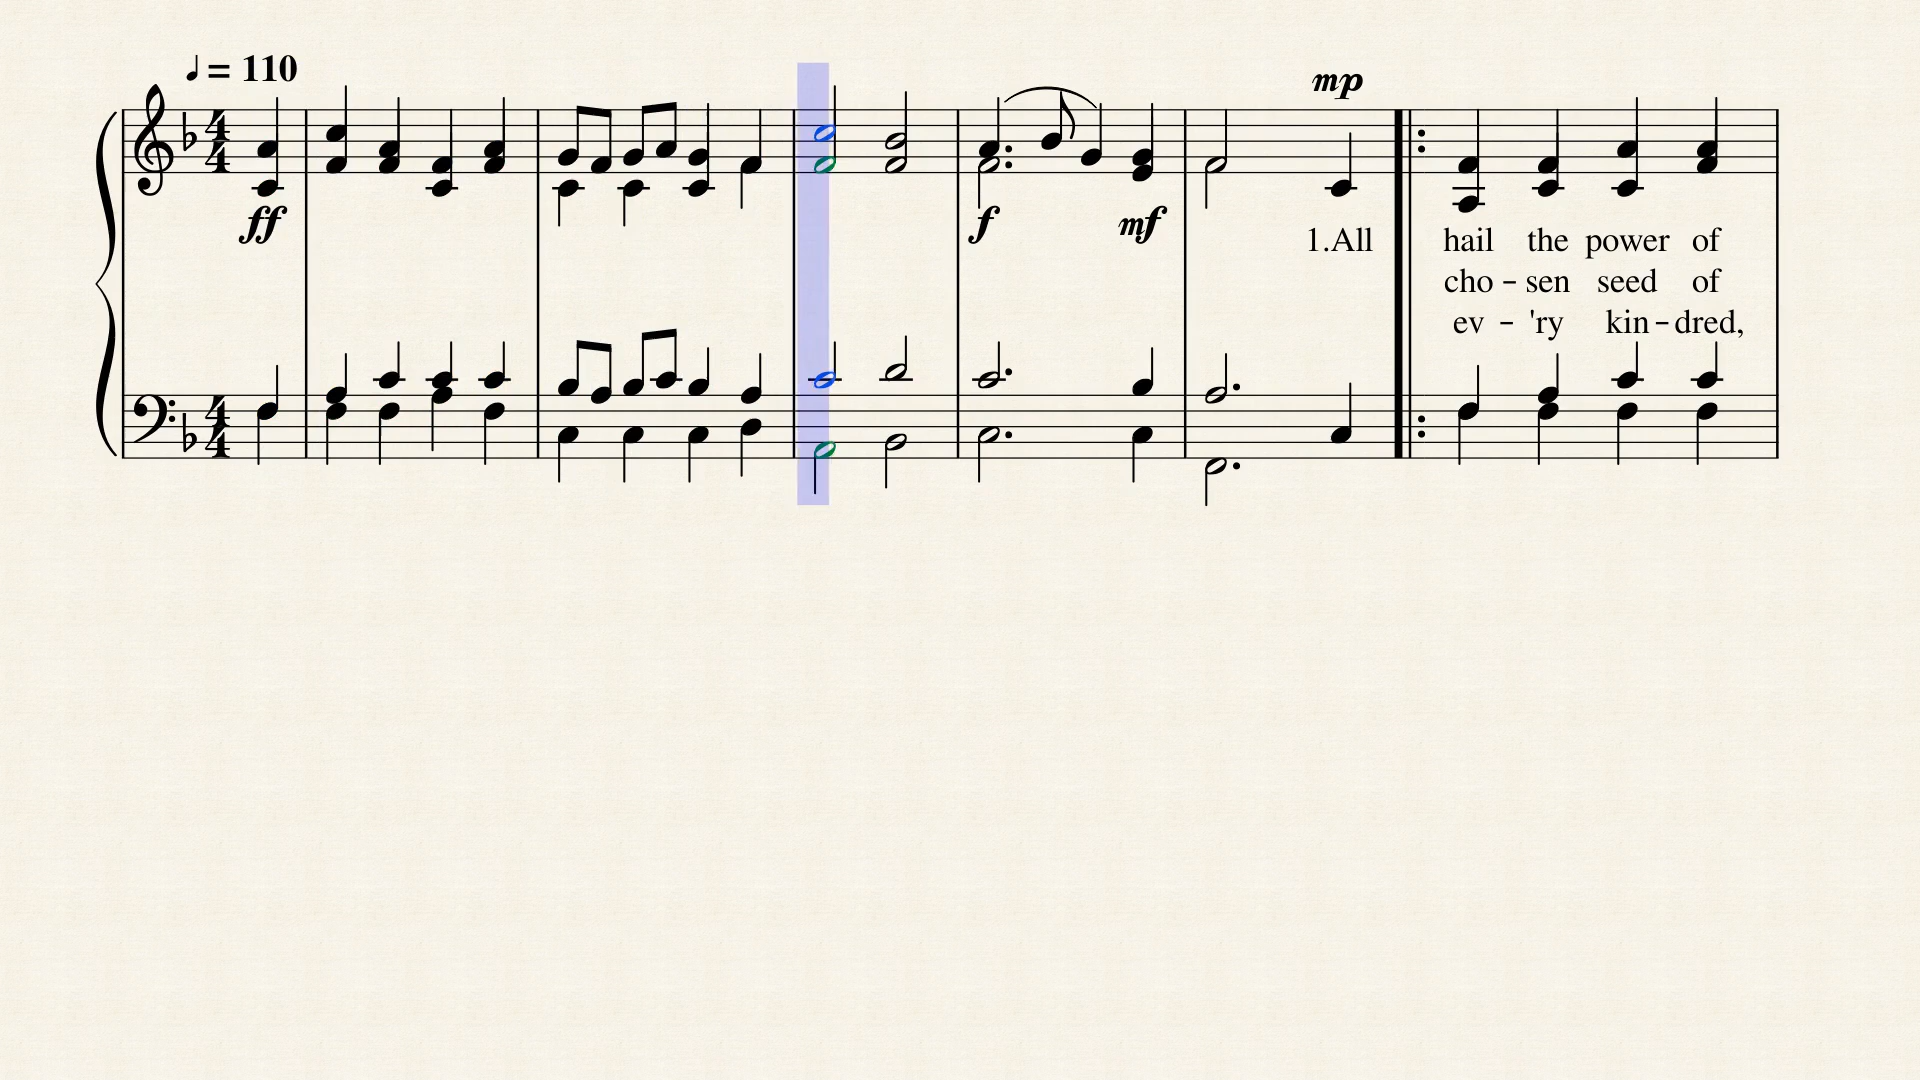 ♩ = 110
mp
ff f mf
1.All hail the power of
cho - sen seed of
ev - 'ry kin - dred,